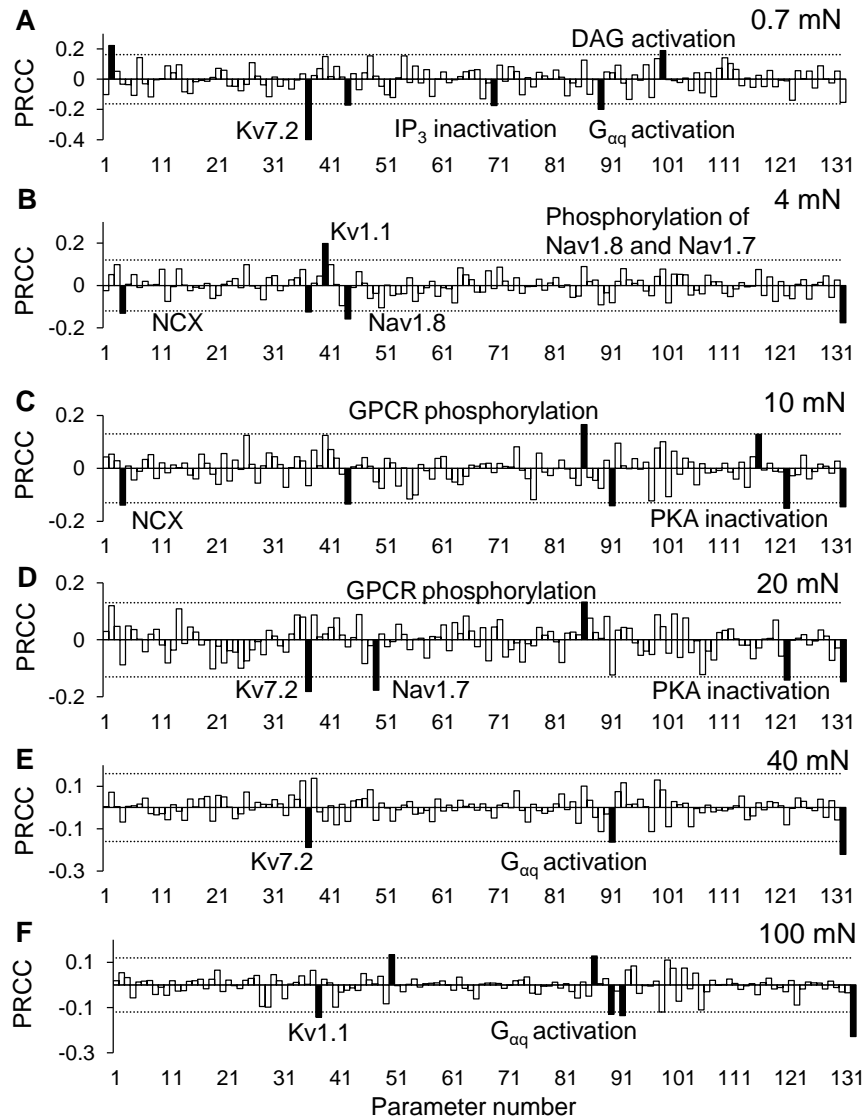 A
0.7 mN
PRCC
0.2
0
-0.2
-0.4
DAG activation
Kv7.2
IP3 inactivation
Gαq activation
1 11 21 31 41 51 61 71 81 91 101 111 121 131
B
4 mN
PRCC
0.2
0
-0.2
Kv1.1
Phosphorylation of
Nav1.8 and Nav1.7
NCX
Nav1.8
1 11 21 31 41 51 61 71 81 91 101 111 121 131
C
10 mN
PRCC
0.2
0
-0.2
GPCR phosphorylation
NCX
PKA inactivation
1 11 21 31 41 51 61 71 81 91 101 111 121 131
D
20 mN
PRCC
0.2
0
-0.2
GPCR phosphorylation
Kv7.2
Nav1.7
PKA inactivation
1 11 21 31 41 51 61 71 81 91 101 111 121 131
E
40 mN
PRCC
0.1
-0.1
-0.3
Kv7.2
Gαq activation
1 11 21 31 41 51 61 71 81 91 101 111 121 131
F
100 mN
PRCC
0.1
-0.1
-0.3
Kv1.1
Gαq activation
1 11 21 31 41 51 61 71 81 91 101 111 121 131
Parameter number